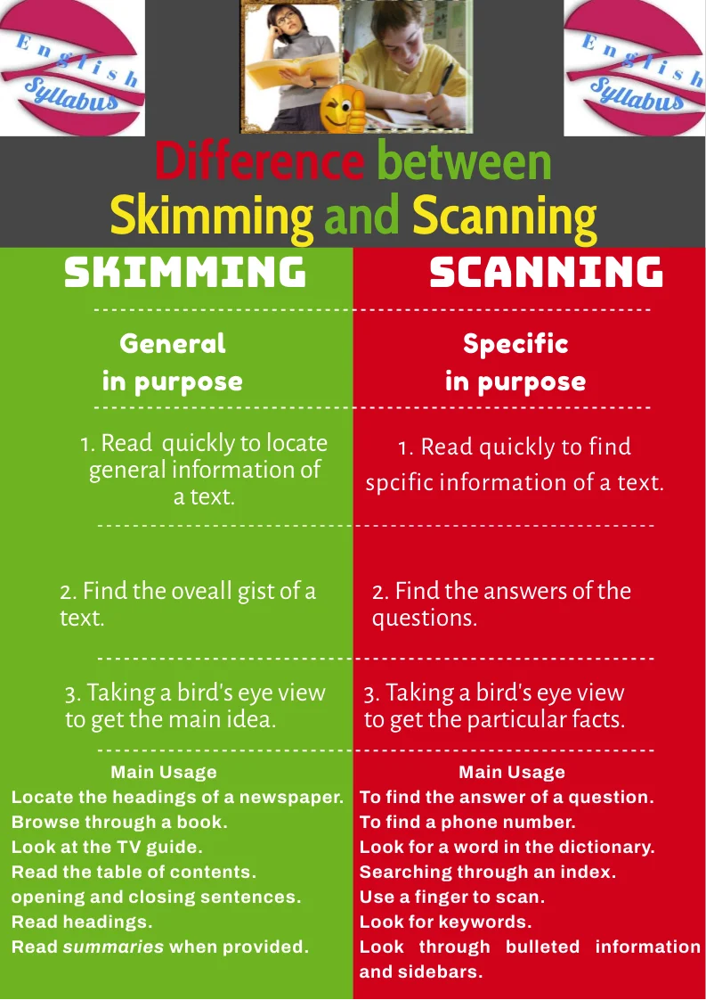 English
Syllabus
English
Syllabus
Difference between
Skimming and Scanning
SKIMMING
General
in purpose
1. Read quickly to locate
general information of
a text.
2. Find the oveall gist of a
text.
3. Taking a bird's eye view
to get the main idea.
Main Usage
Locate the headings of a newspaper.
Browse through a book.
Look at the TV guide.
Read the table of contents.
opening and closing sentences.
Read headings.
Read summaries when provided.
SCANNING
Specific
in purpose
1. Read quickly to find
spcific information of a text.
2. Find the answers of the
questions.
3. Taking a bird's eye view
to get the particular facts.
Main Usage
To find the answer of a question.
To find a phone number.
Look for a word in the dictionary.
Searching through an index.
Use a finger to scan.
Look for keywords.
Look through bulleted information
and sidebars.